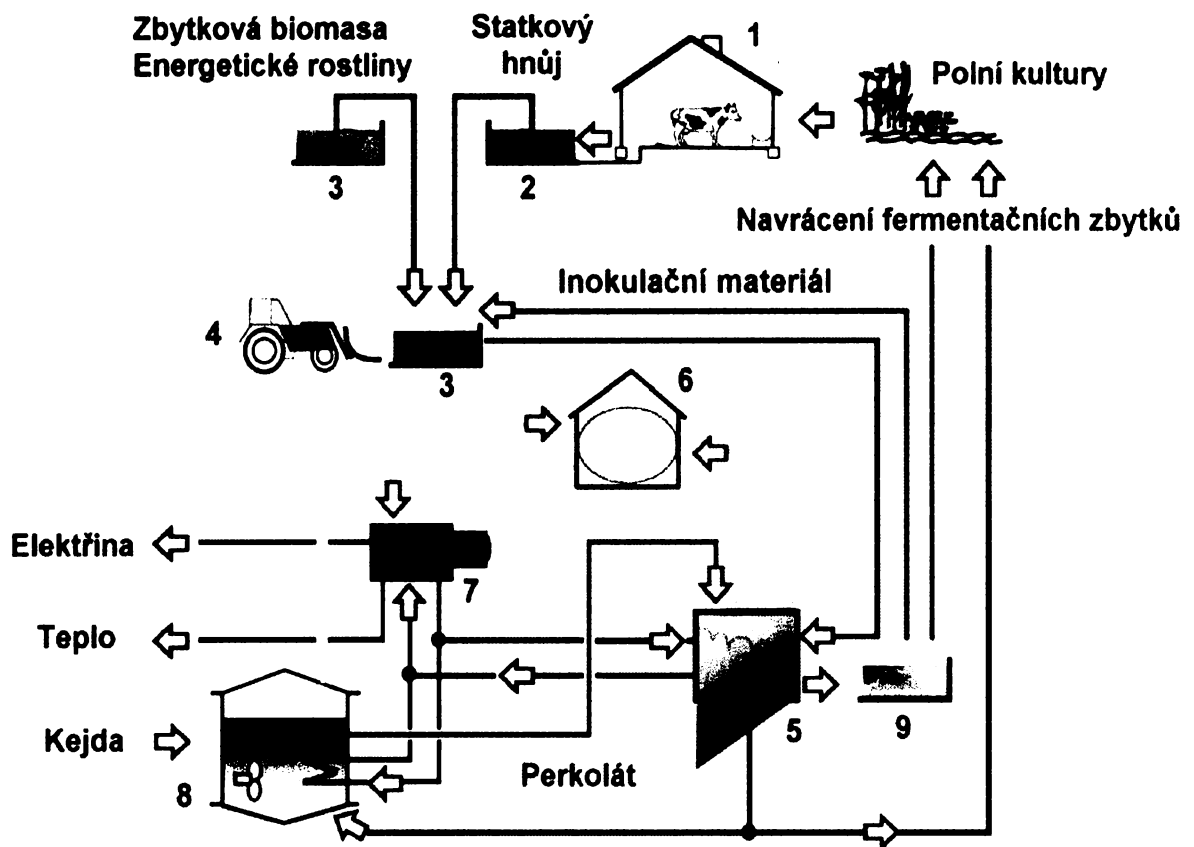 Zbytková biomasa
Energetické rostliny
Statkový
hnůj
1
Polní kultury
3
2
Navrácení fermentačních zbytků
Inokulační materiál
4
3
6
Elektřina
7
Teplo
Kejda
5
9
Perkolát
8